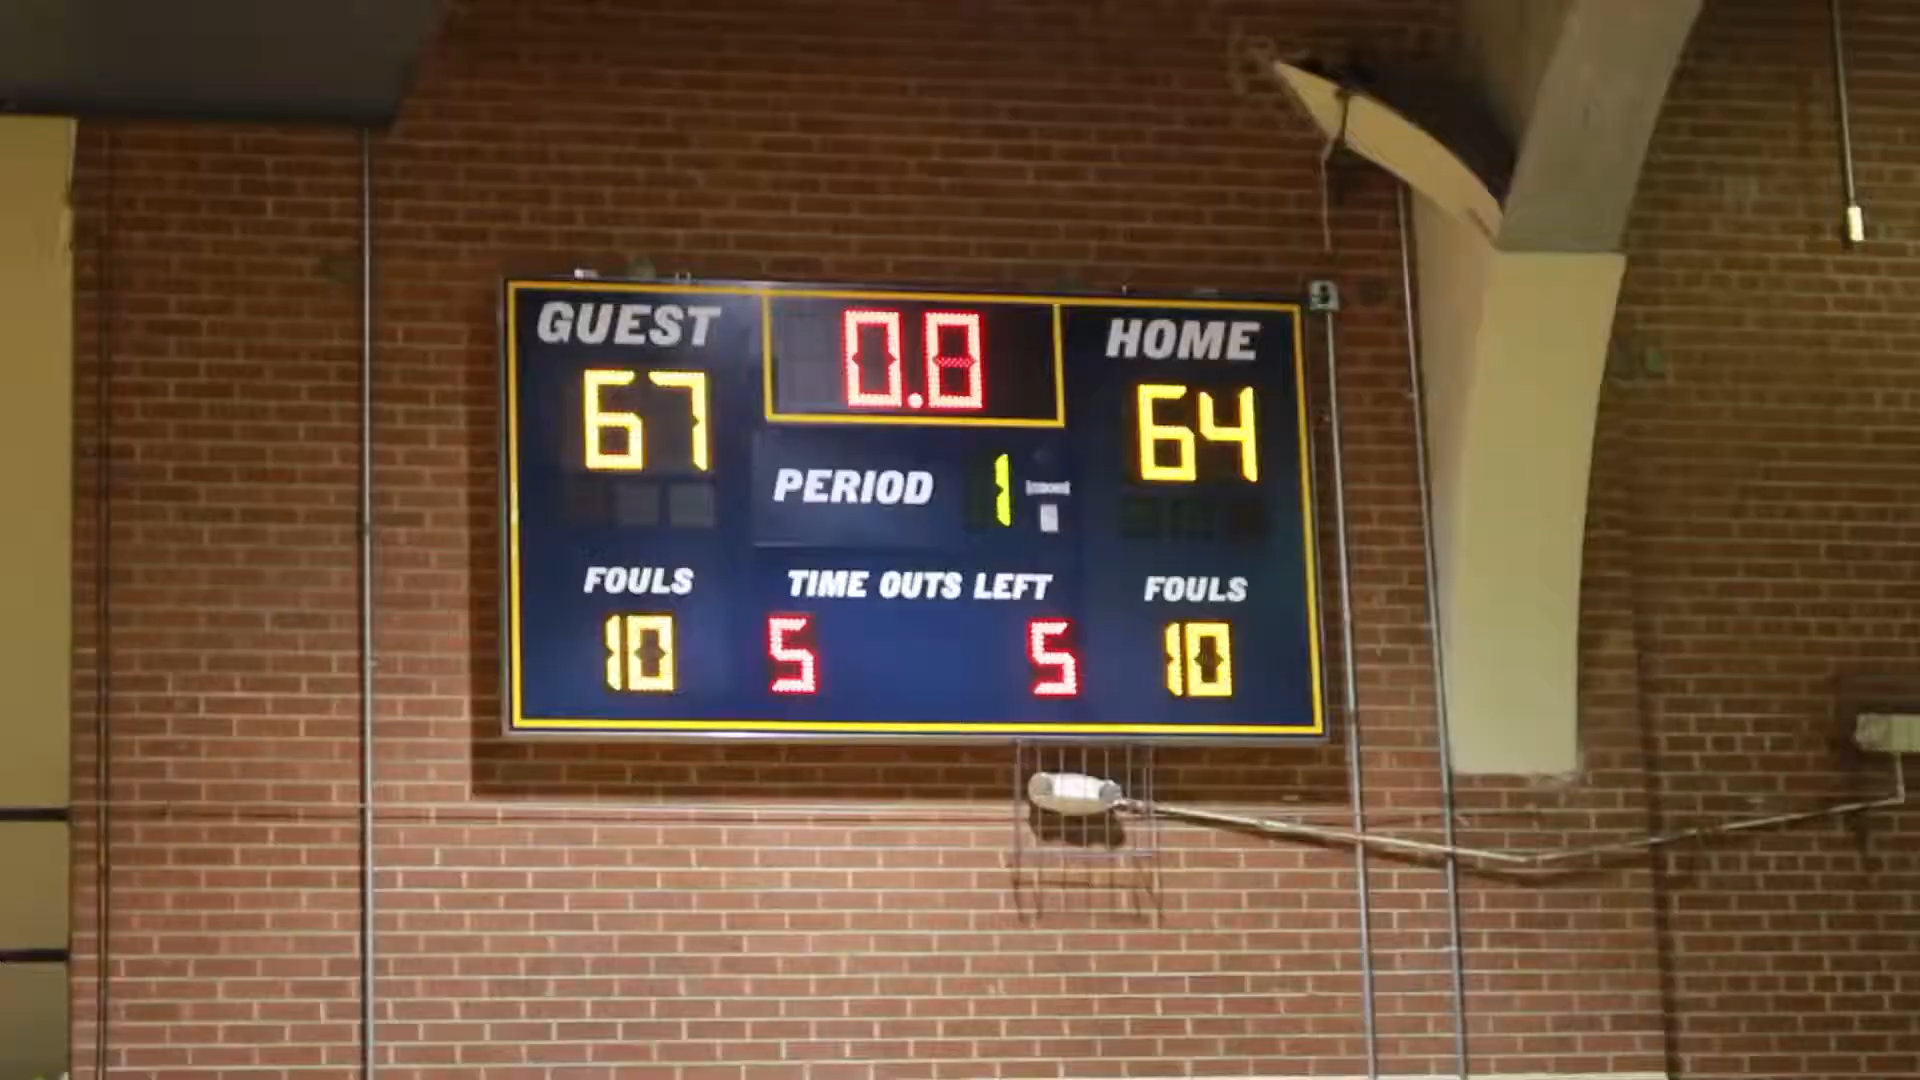 GUEST 0.8 HOME
67 64
PERIOD 1
FOULS TIME OUTS LEFT FOULS
10 5 5 10